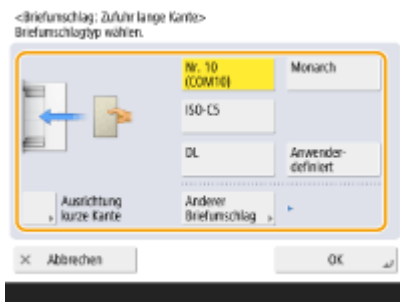 <Briefumschlag: Zufuhr lange Kante>
Briefumschlagtyp wählen.
Nr. 10
(COM10)
Monarch
ISO-C5
DL
Anwender-
definiert
Ausrichtung
kurze Kante
Anderer
Briefumschlag
Abbrechen
OK